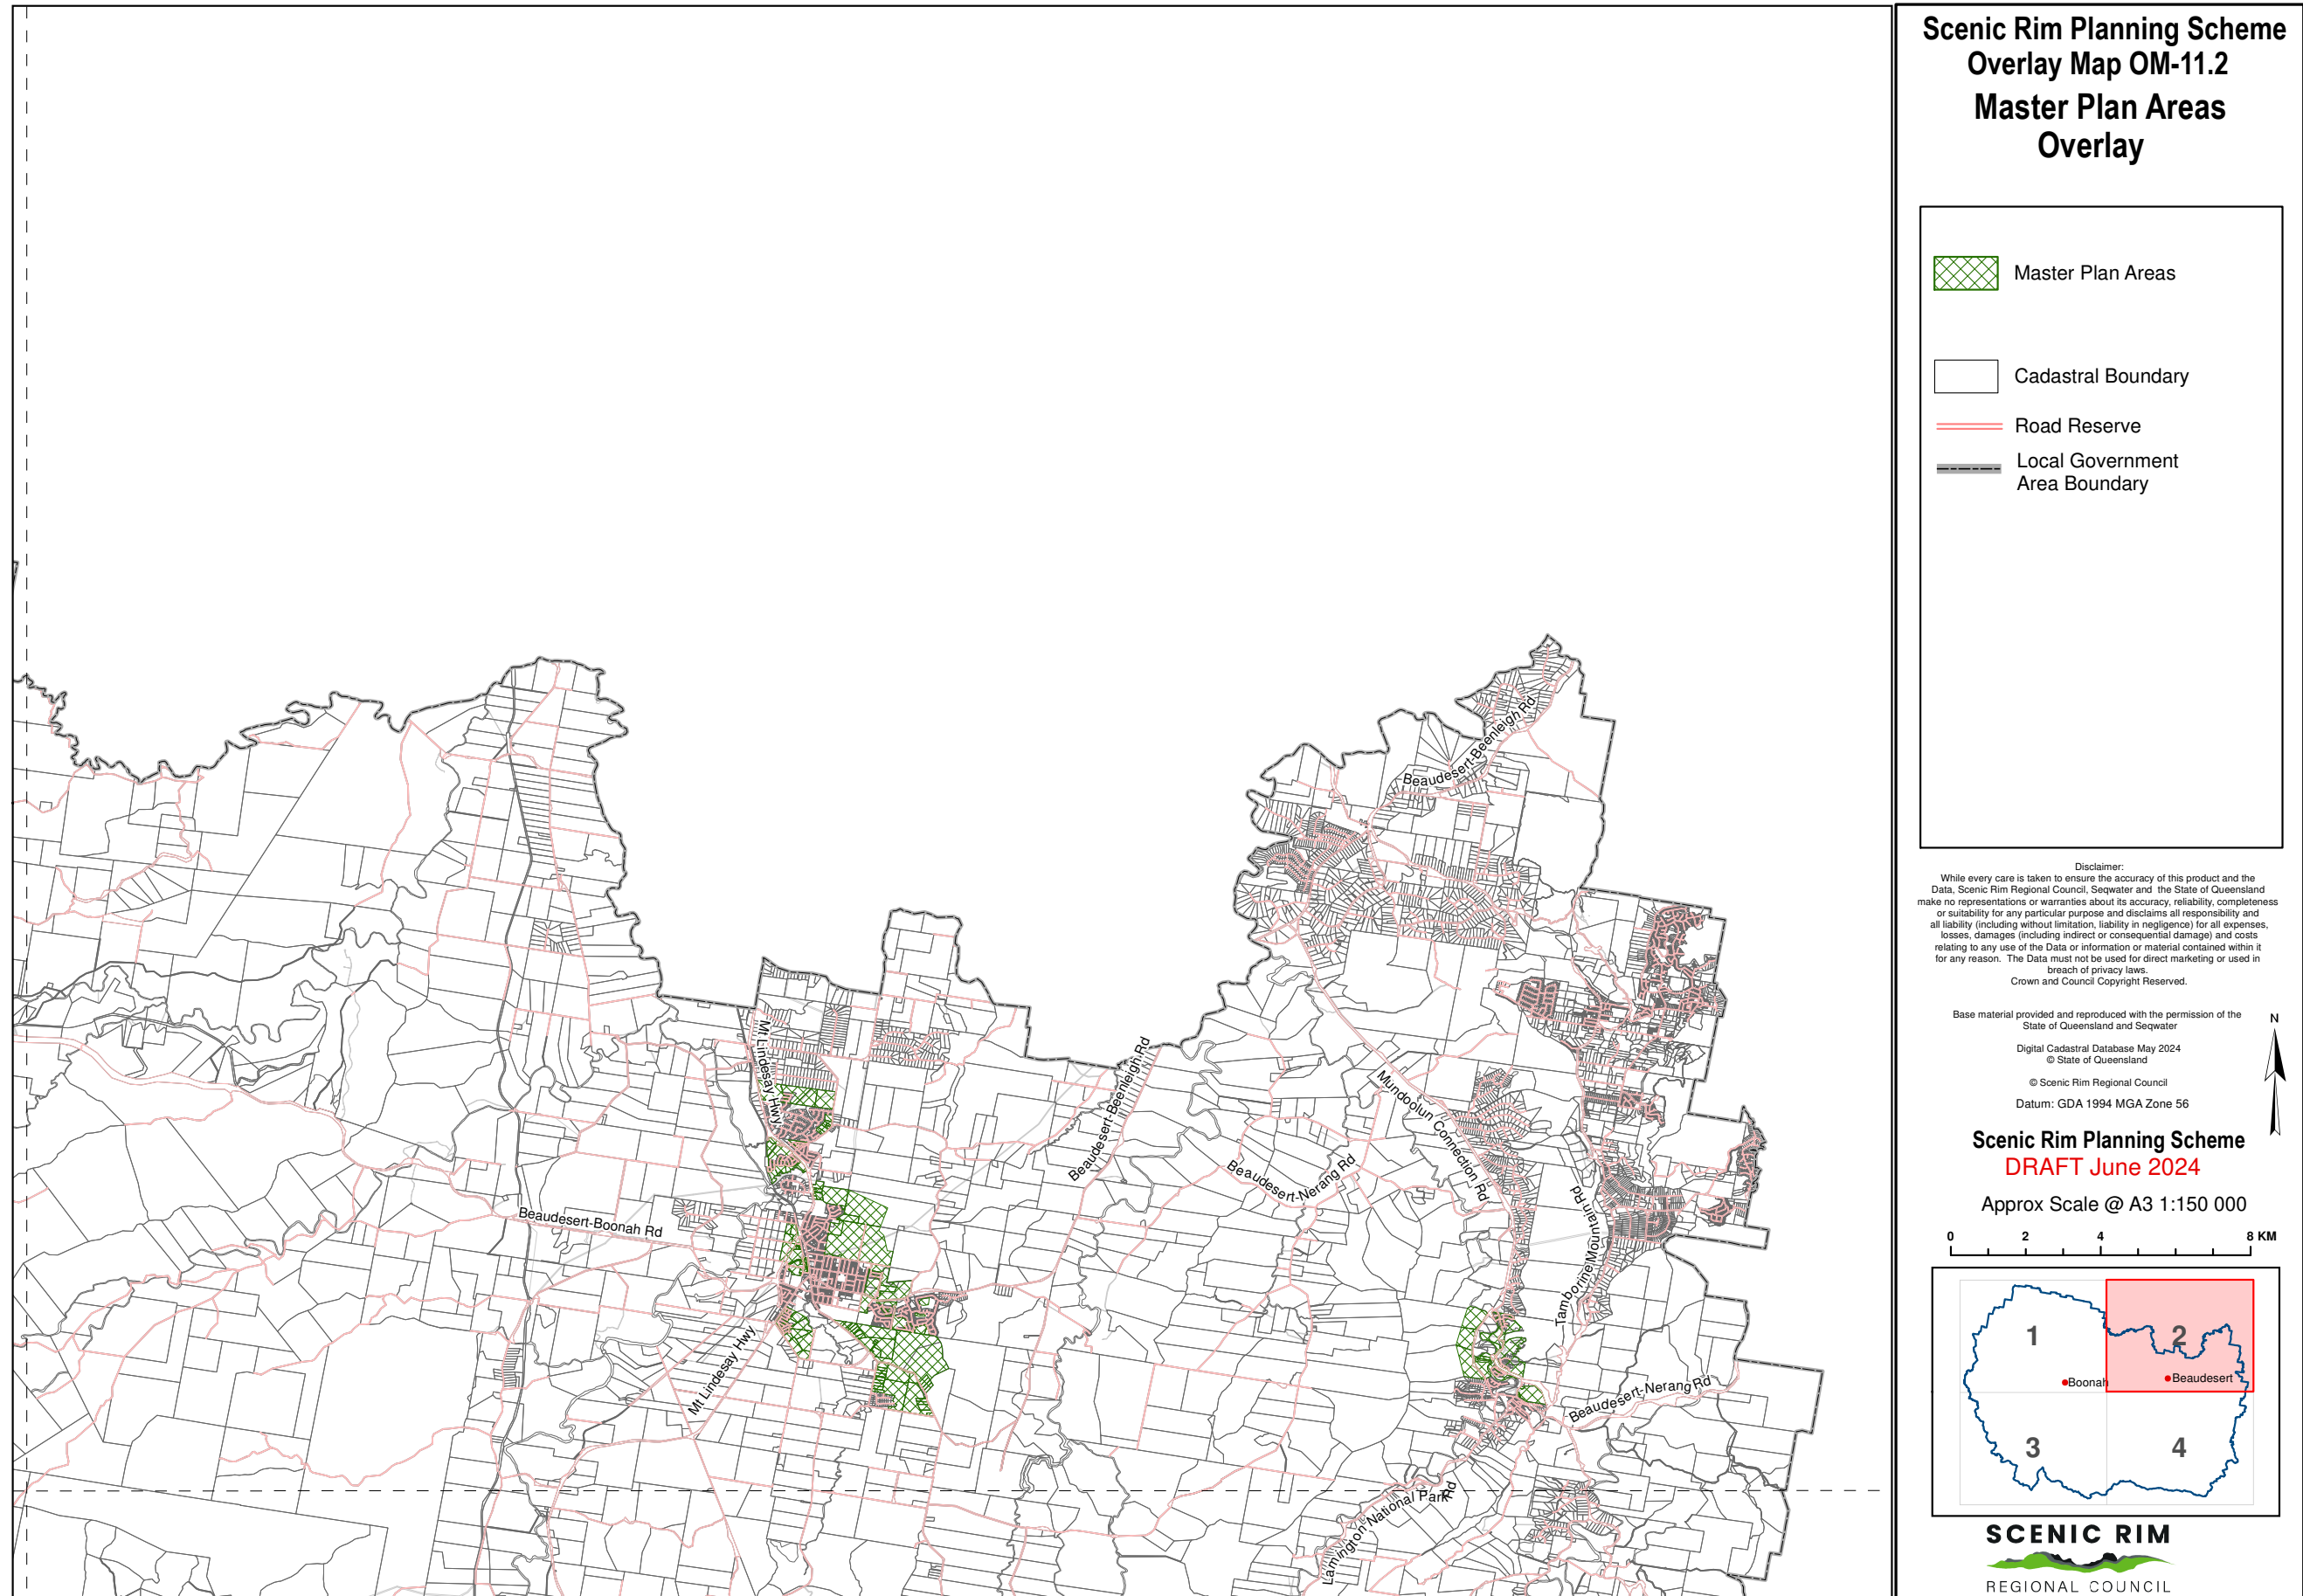 Scenic Rim Planning Scheme
Overlay Map OM-11.2
Master Plan Areas
Overlay
Master Plan Areas
Cadastral Boundary
Road Reserve
Local Government
Area Boundary
Disclaimer:
While every care is taken to ensure the accuracy of this product and the
Data, Scenic Rim Regional Council, Seqwater and the State of Queensland
make no representations or warranties about its accuracy, reliability, completeness
or suitability for any particular purpose and disclaims all responsibility and
all liability (including without limitation, liability in negligence) for all expenses,
losses, damages (including indirect or consequential damage) and costs
relating to any use of the Data or information or material contained within it
for any reason. The Data must not be used for direct marketing or used in
breach of privacy laws.
Crown and Council Copyright Reserved.
Base material provided and reproduced with the permission of the
State of Queensland and Seqwater
Digital Cadastral Database May 2024
© State of Queensland
© Scenic Rim Regional Council
Datum: GDA 1994 MGA Zone 56
N
Scenic Rim Planning Scheme
DRAFT June 2024
Approx Scale @ A3 1:150 000
0 2 4 8 KM
1
2
Boonah
Beaudesert
3
4
SCENIC RIM
REGIONAL COUNCIL
Beaudesert-Beenleigh Rd
Mt Lindesay Hwy
Beaudesert-Beenleigh Rd
Mundoolun Connection Rd
Beaudesert-Nerang Rd
Tamborine Mountain Rd
Beaudesert-Boonah Rd
Mt Lindesay Hwy
Beaudesert-Nerang Rd
Lamington National Park Rd